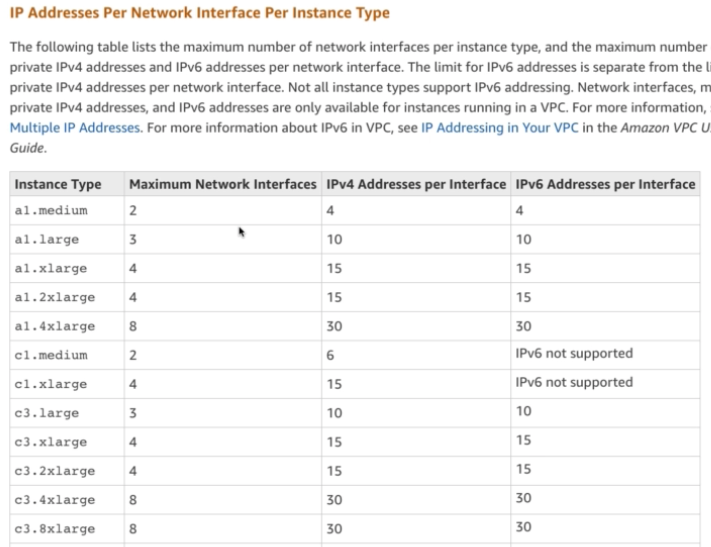 IP Addresses Per Network Interface Per Instance Type
The following table lists the maximum number of network interfaces per instance type, and the maximum number
private IPv4 addresses and IPv6 addresses per network interface. The limit for IPv6 addresses is separate from the
private IPv4 addresses per network interface. Not all instance types support IPv6 addressing. Network interfaces,
private IPv4 addresses, and IPv6 addresses are only available for instances running in a VPC. For more information,
Multiple IP Addresses. For more information about IPv6 in VPC, see IP Addressing in Your VPC in the Amazon VPC
Guide.
Instance Type Maximum Network Interfaces IPv4 Addresses per Interface IPv6 Addresses per Interface
a1.medium 2 4 4
a1.large 3 10 10
a1.xlarge 4 15 15
a1.2xlarge 4 15 15
a1.4xlarge 8 30 30
c1.medium 2 6 IPv6 not supported
c1.xlarge 4 15 IPv6 not supported
c3.large 3 10 10
c3.xlarge 4 15 15
c3.2xlarge 4 15 15
c3.4xlarge 8 30 30
c3.8xlarge 8 30 30